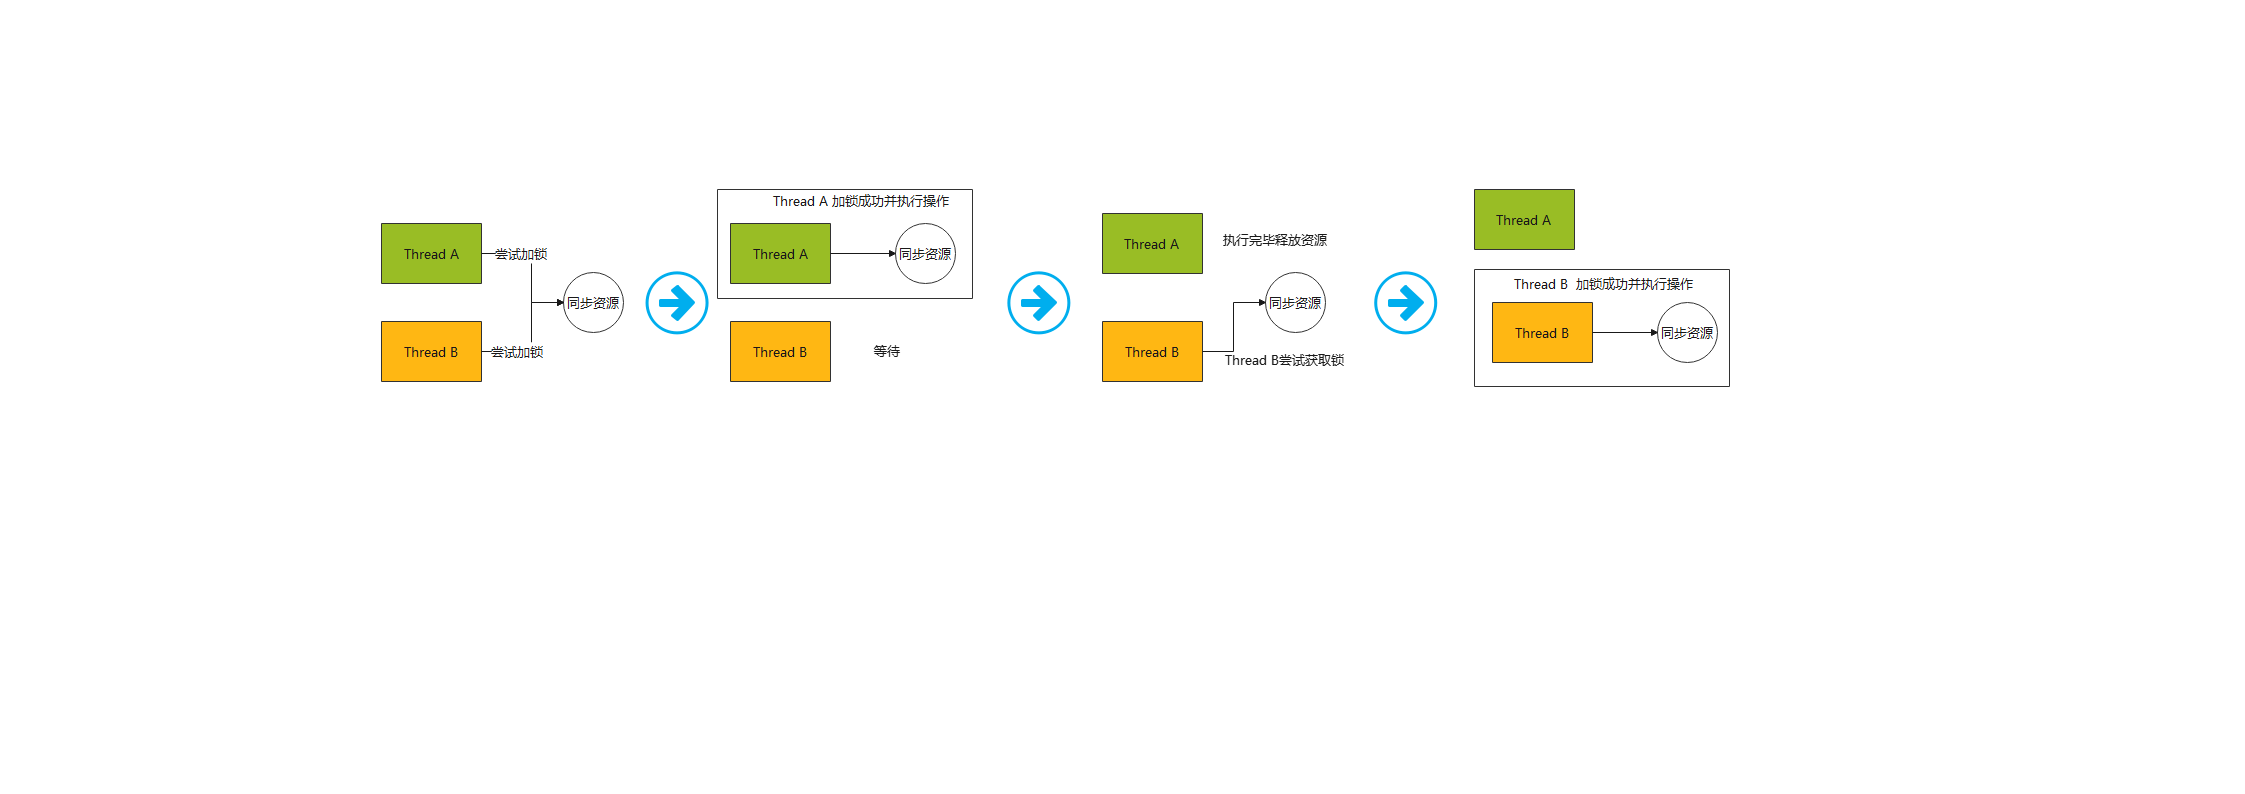 Thread A
尝试加锁
同步资源
Thread B
尝试加锁
Thread A 加锁成功并执行操作
Thread A
同步资源
Thread B
等待
Thread A
执行完毕释放资源
同步资源
Thread B
Thread B尝试获取锁
Thread A
Thread B 加锁成功并执行操作
Thread B
同步资源